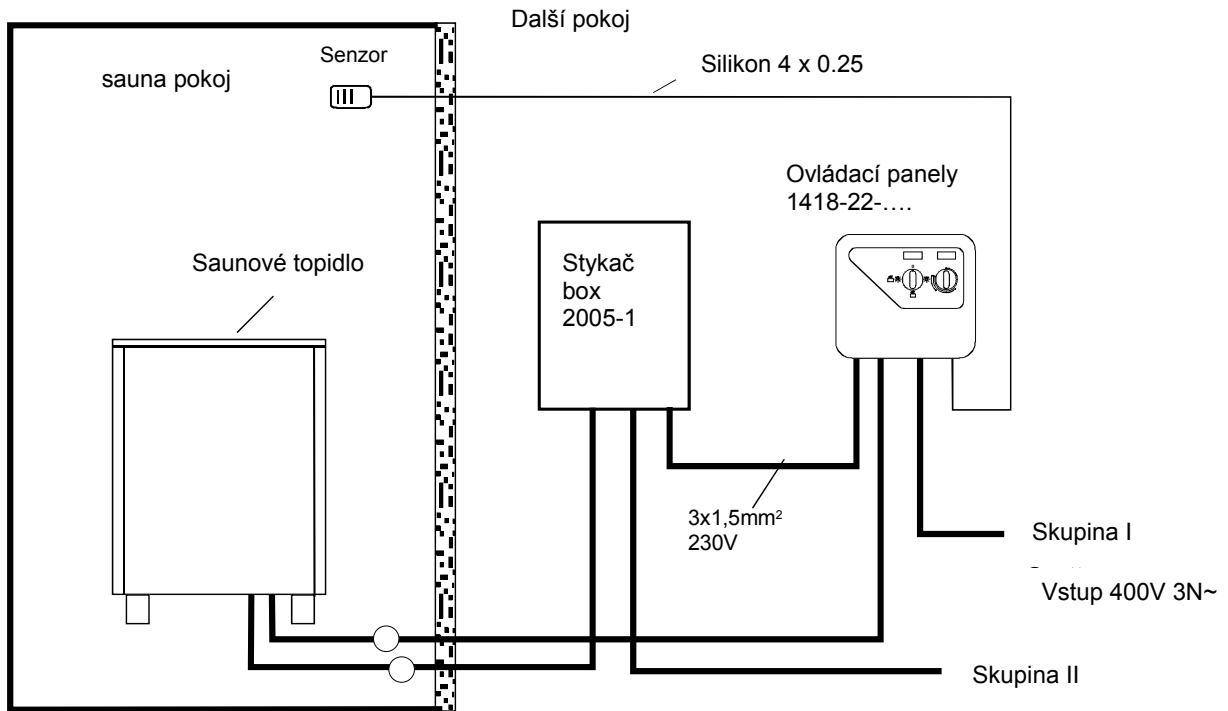 Další pokoj
Senzor
sauna pokoj
Silikon 4 x 0.25
Ovládací panely
1418-22-….
Saunové topidlo
Stykač
box
2005-1
3x1,5mm²
230V
Skupina I
Vstup 400V 3N~
Skupina II